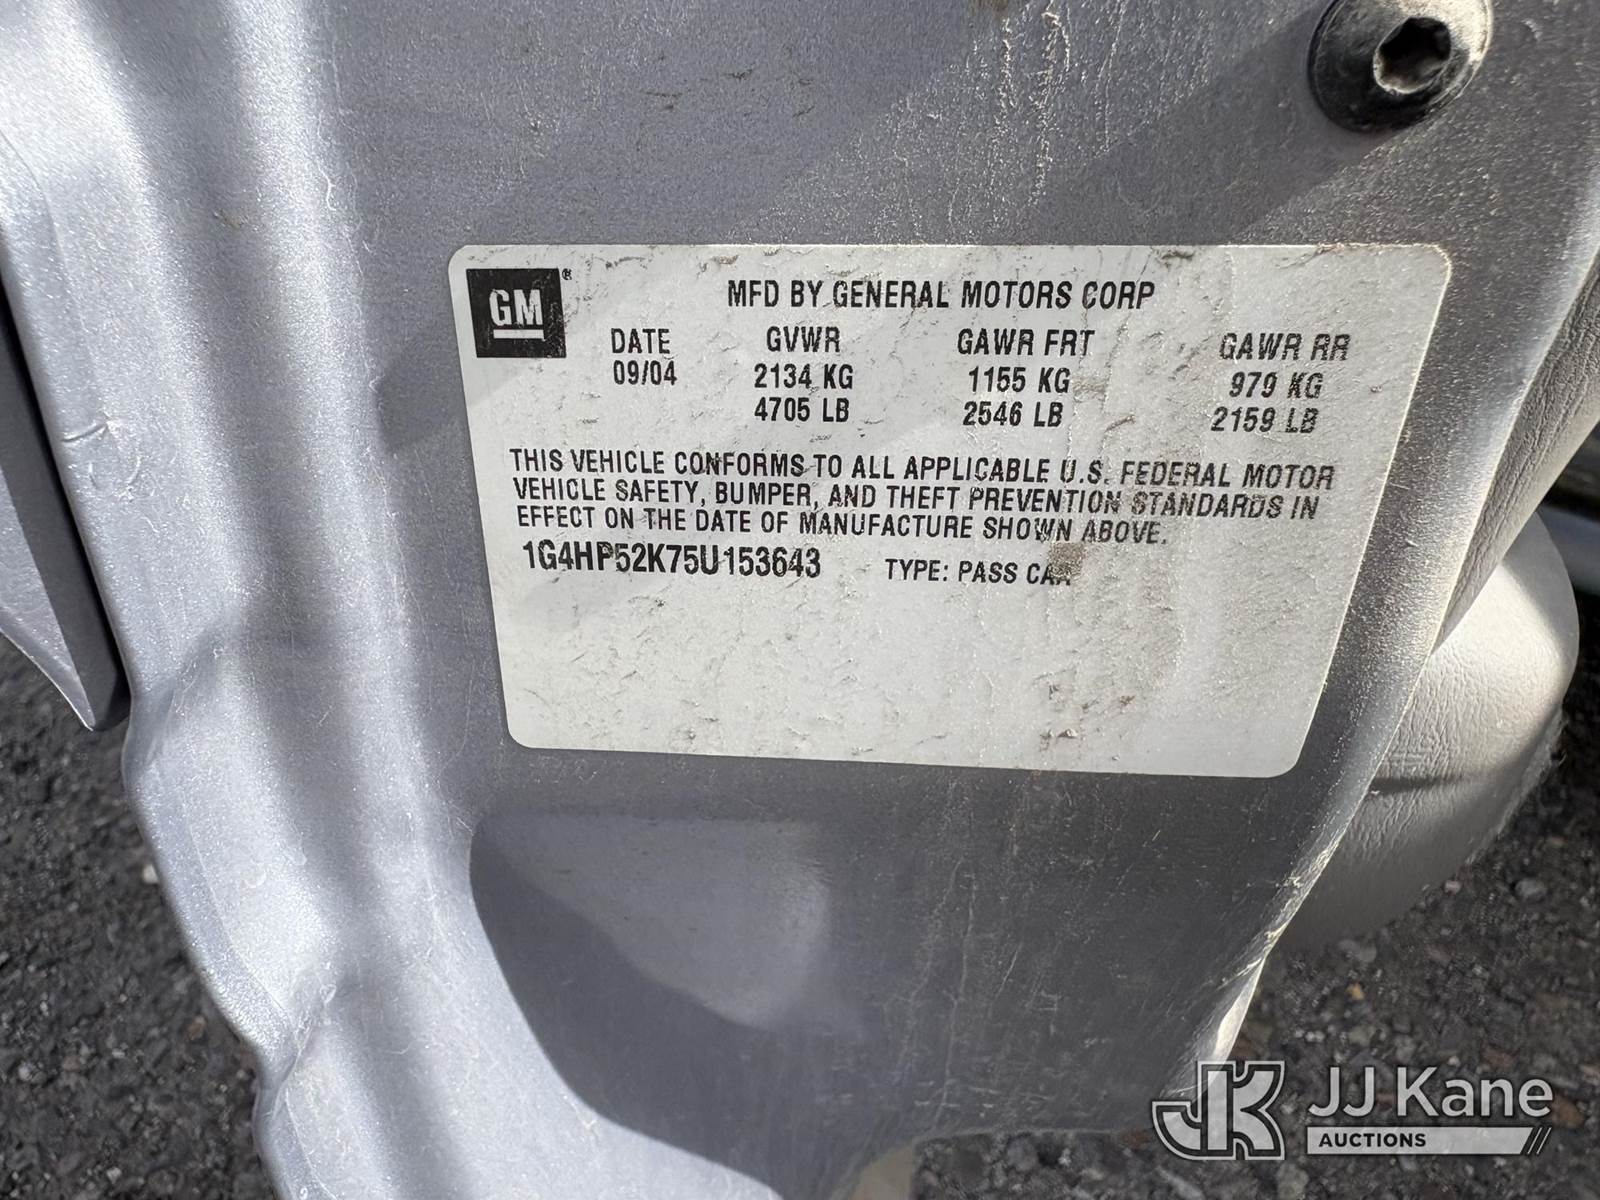 GM®
MFD BY GENERAL MOTORS CORP
DATE GVWR GAWR FRT GAWR RR
09/04 2134 KG 1155 KG 979 KG
4705 LB 2546 LB 2159 LB
THIS VEHICLE CONFORMS TO ALL APPLICABLE U.S. FEDERAL MOTOR
VEHICLE SAFETY, BUMPER, AND THEFT PREVENTION STANDARDS IN
EFFECT ON THE DATE OF MANUFACTURE SHOWN ABOVE.
1G4HP52K75U153643 TYPE: PASS CAR
JK JJ Kane
AUCTIONS